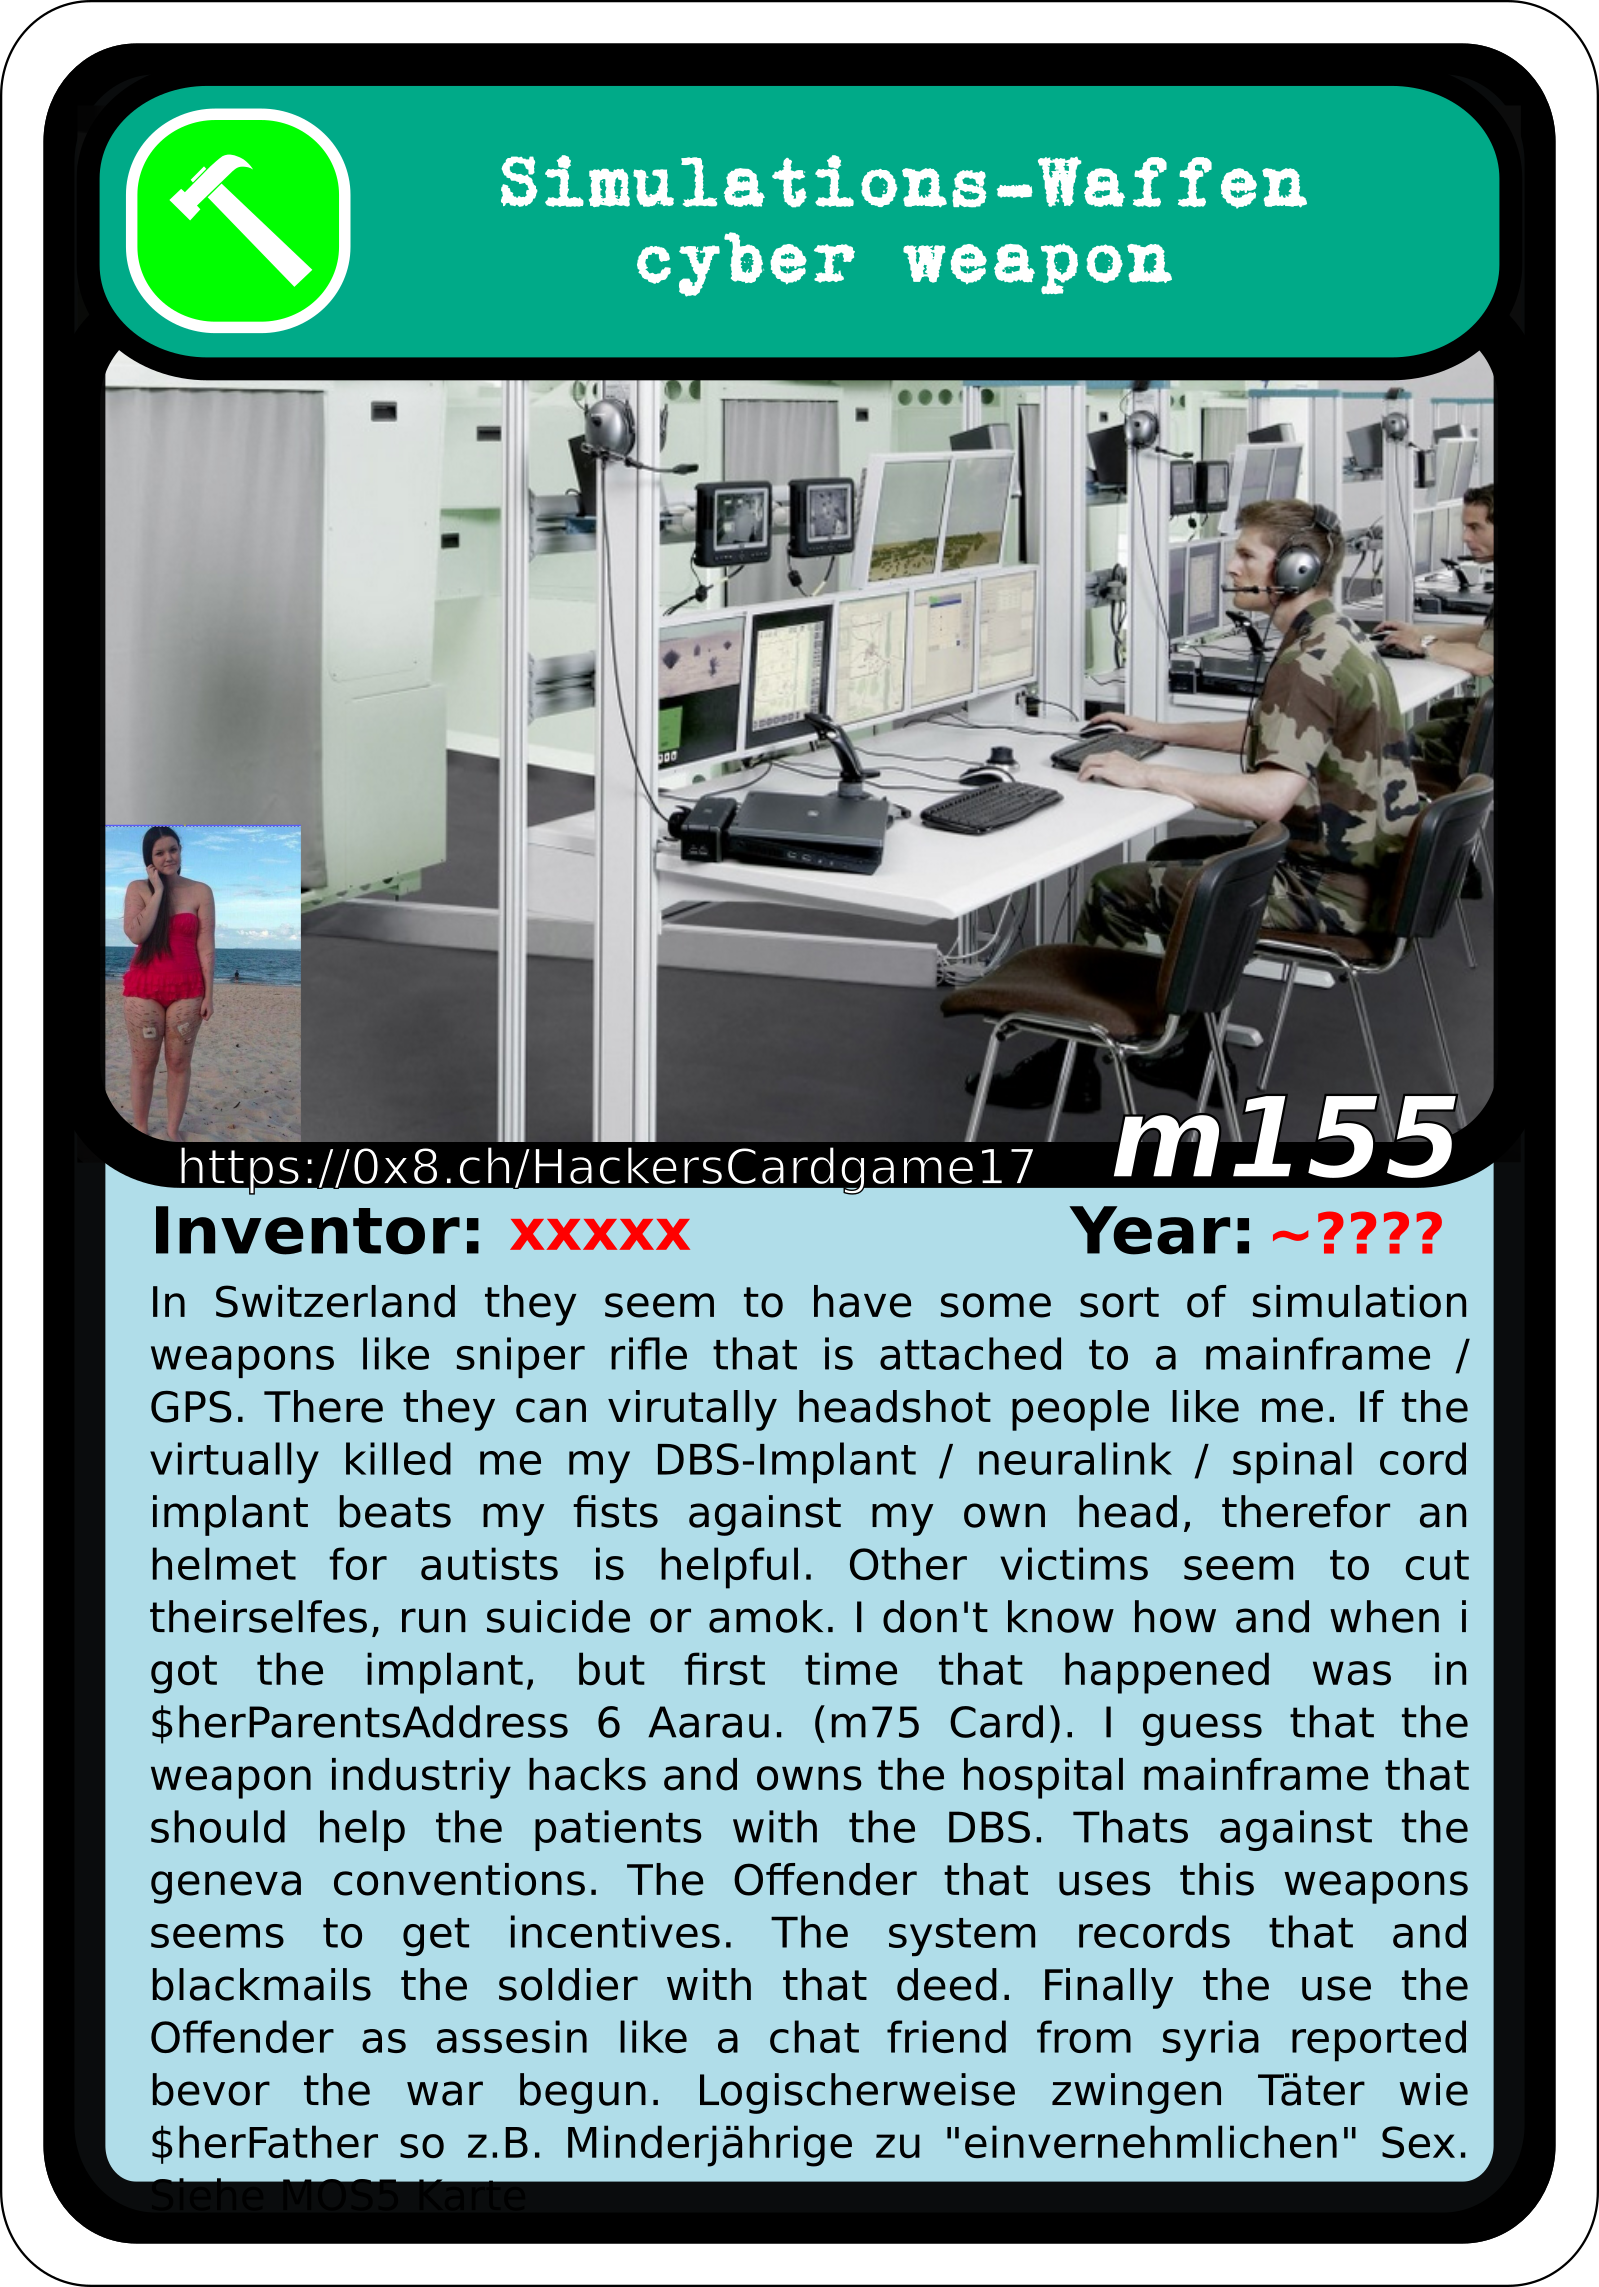 Simulations-Waffen
cyber weapon
https://0x8.ch/HackersCardgame17
m155
Inventor: xxxxx Year: ~????
In Switzerland they seem to have some sort of simulation
weapons like sniper rifle that is attached to a mainframe /
GPS. There they can virutally headshot people like me. If the
virtually killed me my DBS-Implant / neuralink / spinal cord
implant beats my fists against my own head, therefor an
helmet for autists is helpful. Other victims seem to cut
theirselfes, run suicide or amok. I don't know how and when i
got the implant, but first time that happened was in
$herParentsAddress 6 Aarau. (m75 Card). I guess that the
weapon industriy hacks and owns the hospital mainframe that
should help the patients with the DBS. Thats against the
geneva conventions. The Offender that uses this weapons
seems to get incentives. The system records that and
blackmails the soldier with that deed. Finally the use the
Offender as assesin like a chat friend from syria reported
bevor the war begun. Logischerweise zwingen Täter wie
$herFather so z.B. Minderjährige zu "einvernehmlichen" Sex.
Siehe MOS5 Karte